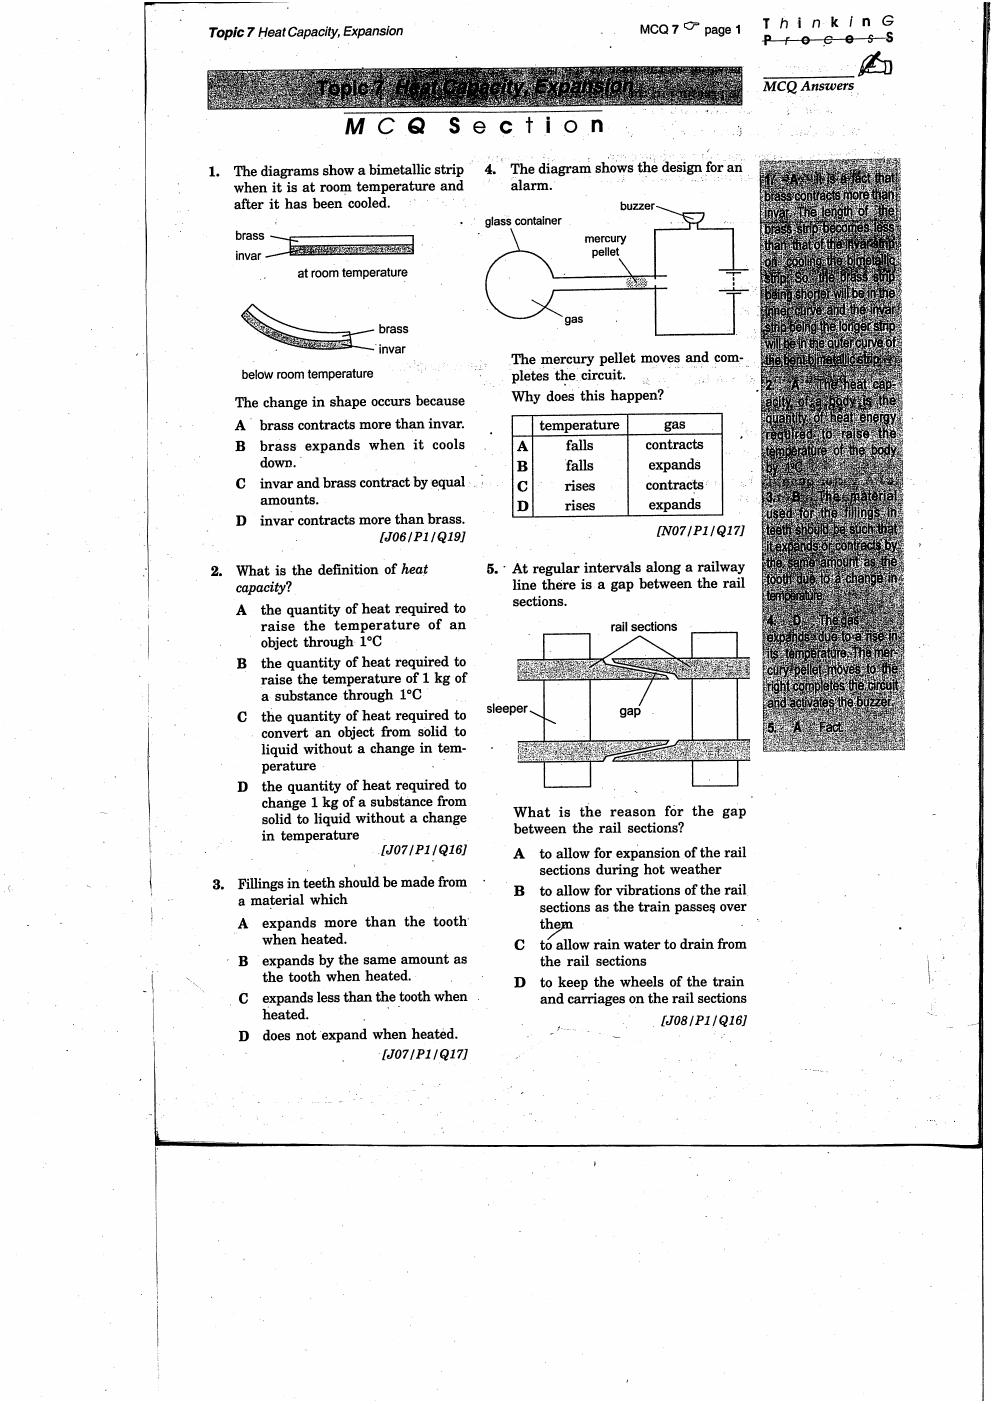 Topic 7 Heat Capacity, Expansion
MCQ 7 ☞ page 1
ThinkinG
ProcesS
MCQ Answers
Topic 7 Heat Capacity, Expansion
MCQ Section
1. The diagrams show a bimetallic strip
when it is at room temperature and
after it has been cooled.
brass
invar
at room temperature
brass
invar
below room temperature
The change in shape occurs because
A brass contracts more than invar.
B brass expands when it cools
down.
C invar and brass contract by equal
amounts.
D invar contracts more than brass.
[J06/P1/Q19]
2. What is the definition of heat
capacity?
A the quantity of heat required to
raise the temperature of an
object through 1°C
B the quantity of heat required to
raise the temperature of 1 kg of
a substance through 1°C
C the quantity of heat required to
convert an object from solid to
liquid without a change in tem-
perature
D the quantity of heat required to
change 1 kg of a substance from
solid to liquid without a change
in temperature
[J07/P1/Q16]
3. Fillings in teeth should be made from
a material which
A expands more than the tooth
when heated.
B expands by the same amount as
the tooth when heated.
C expands less than the tooth when
heated.
D does not expand when heated.
[J07/P1/Q17]
4. The diagram shows the design for an
alarm.
buzzer
glass container
mercury
pellet
gas
The mercury pellet moves and com-
pletes the circuit.
Why does this happen?
temperature gas
A falls contracts
B falls expands
C rises contracts
D rises expands
[N07/P1/Q17]
5. At regular intervals along a railway
line there is a gap between the rail
sections.
rail sections
sleeper
gap
What is the reason for the gap
between the rail sections?
A to allow for expansion of the rail
sections during hot weather
B to allow for vibrations of the rail
sections as the train passes over
them
C to allow rain water to drain from
the rail sections
D to keep the wheels of the train
and carriages on the rail sections
[J08/P1/Q16]
1. A It is a fact that
brass contracts more than
invar. The length of the
brass strip becomes less
than that of the invar strip
on cooling the bimetallic
strip. So the brass strip
being shorter will be in the
inner curve and the invar
strip being the longer strip
will be in the outer curve of
the bent bimetallic strip.
2. A The heat cap-
acity of a body is the
quantity of heat energy
required to raise the
temperature of the body
by 1°C
3. B The material
used for the fillings in
teeth should be such that
it expands or contracts by
the same amount as the
tooth due to a change in
temperature.
4. D The gas
expands due to a rise in
its temperature. The mer-
cury pellet moves to the
right completes the circuit
and activates the buzzer.
5. A Fact